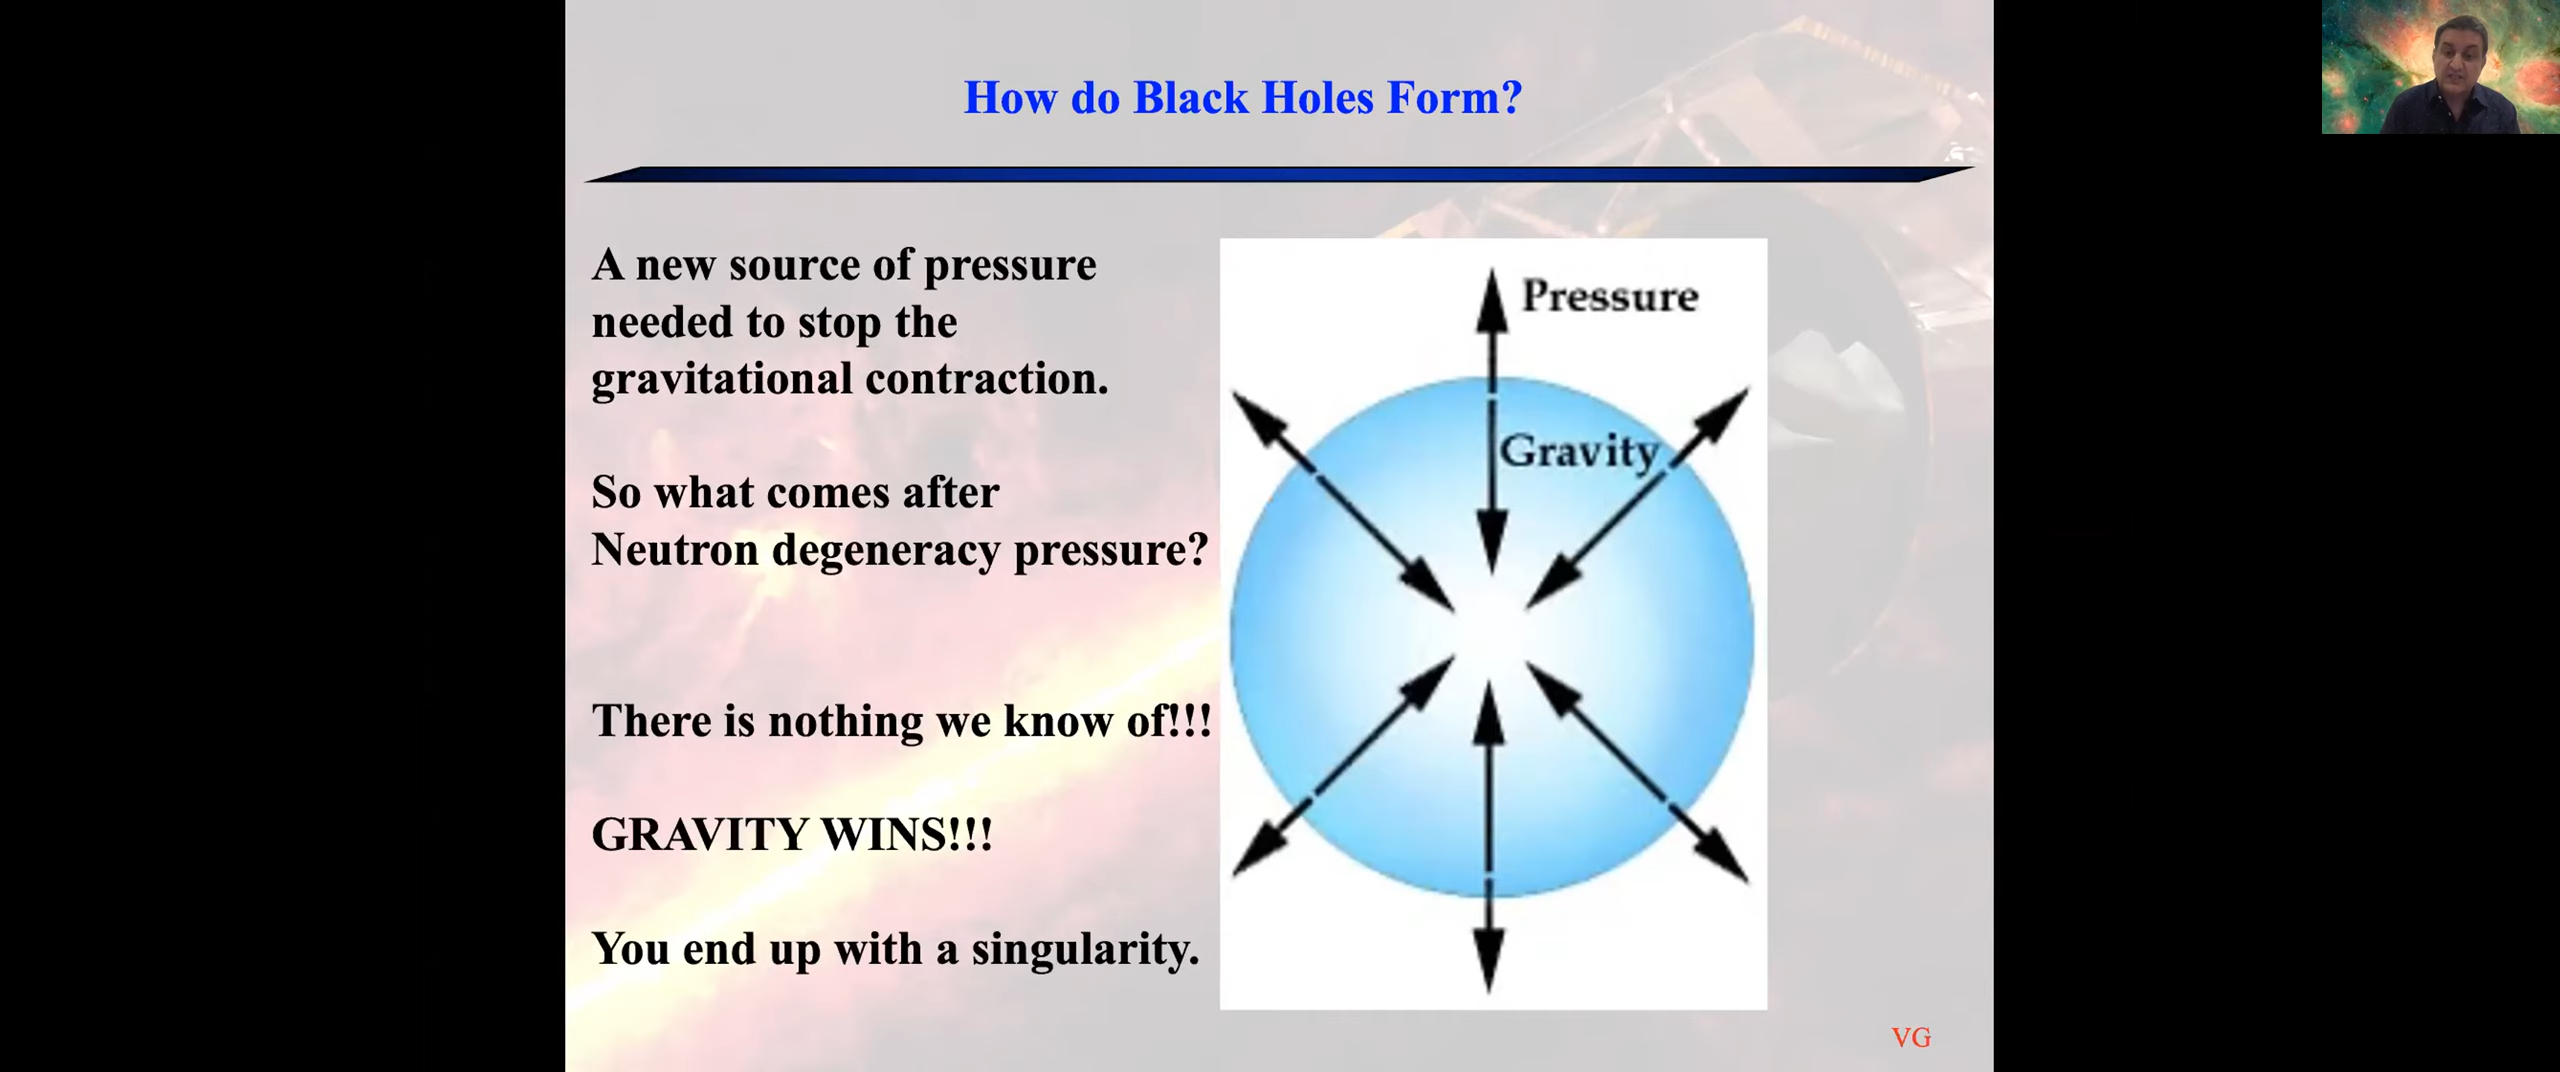 How do Black Holes Form?
A new source of pressure
needed to stop the
gravitational contraction.
So what comes after
Neutron degeneracy pressure?
There is nothing we know of!!!
GRAVITY WINS!!!
You end up with a singularity.
Pressure
Gravity
VG